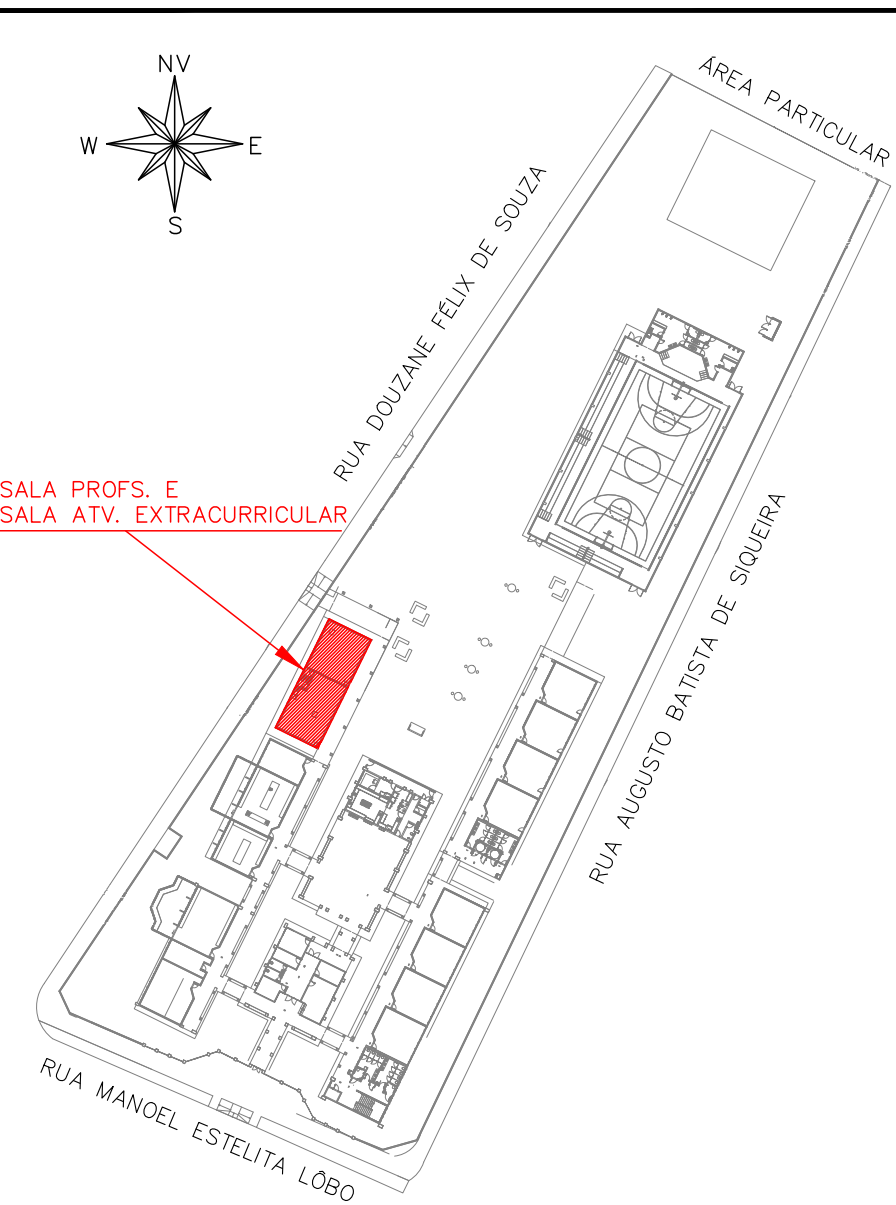 NV
W
E
S
ÁREA PARTICULAR
RUA DOUZANE FÉLIX DE SOUZA
SALA PROFS. E
SALA ATV. EXTRACURRICULAR
RUA AUGUSTO BATISTA DE SIQUEIRA
RUA MANOEL ESTELITA LÔBO